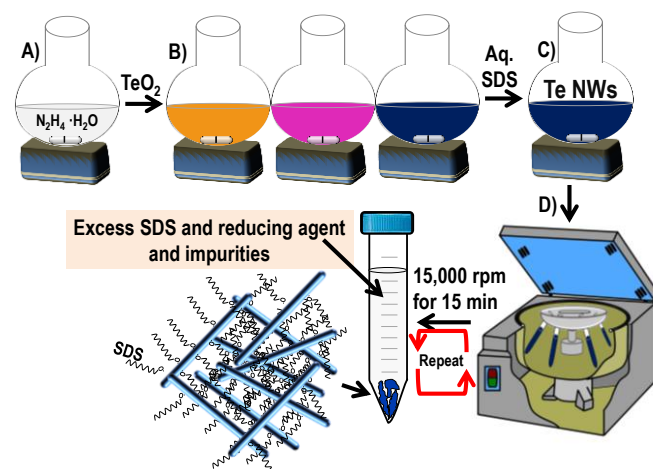 A)
B)
C)
TeO₂
Aq.
SDS
N₂H₄ ·H₂O
Te NWs
D)
Excess SDS and reducing agent
and impurities
15,000 rpm
for 15 min
Repeat
SDS